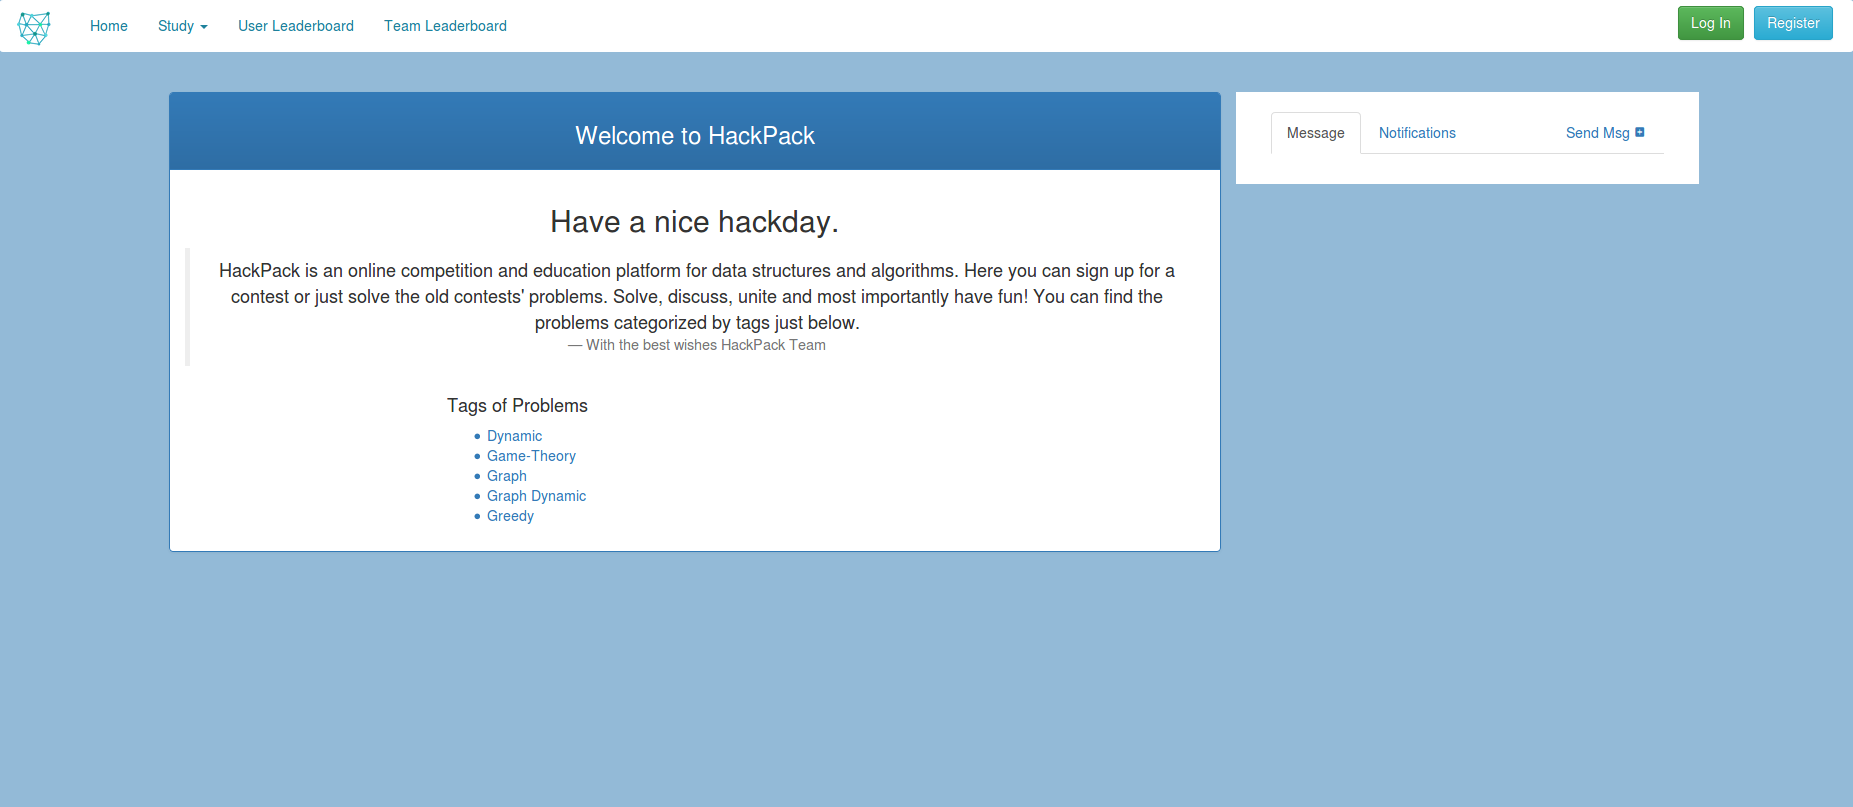 Home Study User Leaderboard Team Leaderboard Log In Register
Welcome to HackPack
Have a nice hackday.
HackPack is an online competition and education platform for data structures and algorithms. Here you can sign up for a
contest or just solve the old contests' problems. Solve, discuss, unite and most importantly have fun! You can find the
problems categorized by tags just below.
— With the best wishes HackPack Team
Tags of Problems
• Dynamic
• Game-Theory
• Graph
• Graph Dynamic
• Greedy
Message Notifications Send Msg